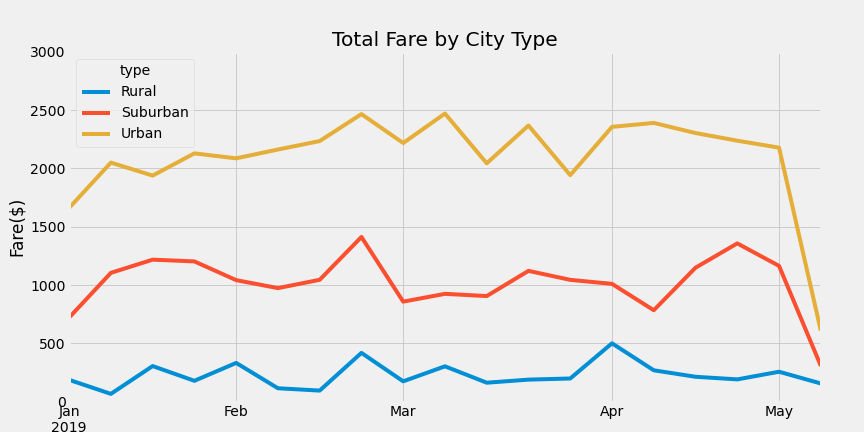 Total Fare by City Type
3000
2500
2000
1500
1000
500
0
Fare($)
type
Rural
Suburban
Urban
Jan Feb Mar Apr May
2019